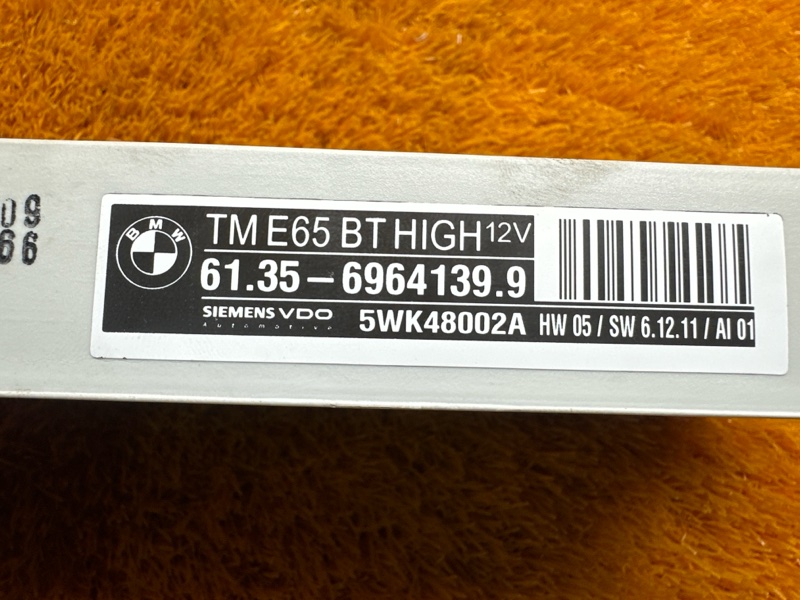 09
66
BMW
TM E65 BT HIGH 12V
61.35 – 6964139.9
SIEMENS VDO
Automotive
5WK48002A HW 05 / SW 6.12.11 / AI 01